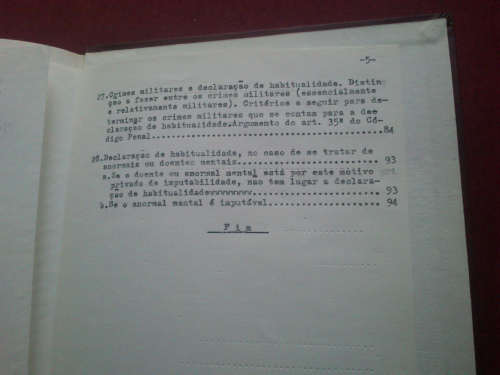 -5-
27.Crimes militares e declaração de habitualidade. Distin
ção a fazer entre os crimes militares (essencialmente
e relativamente militares). Critérios a seguir para de-
terminar os crimes militares que se contam para a dec
claração de habitualidade.Argumento do art. 35º do Có-
digo Penal....84
28.Declaração de habitualidade, no caso de se tratar de
anormais ou doentes mentais.... 93
a.Se o doente ou anormal mental está por este motivo
privado de imputabilidade, não tem lugar a declara-
ção de habitualidade.... 93
b.Se o anormal mental é imputável.... 94
F i m